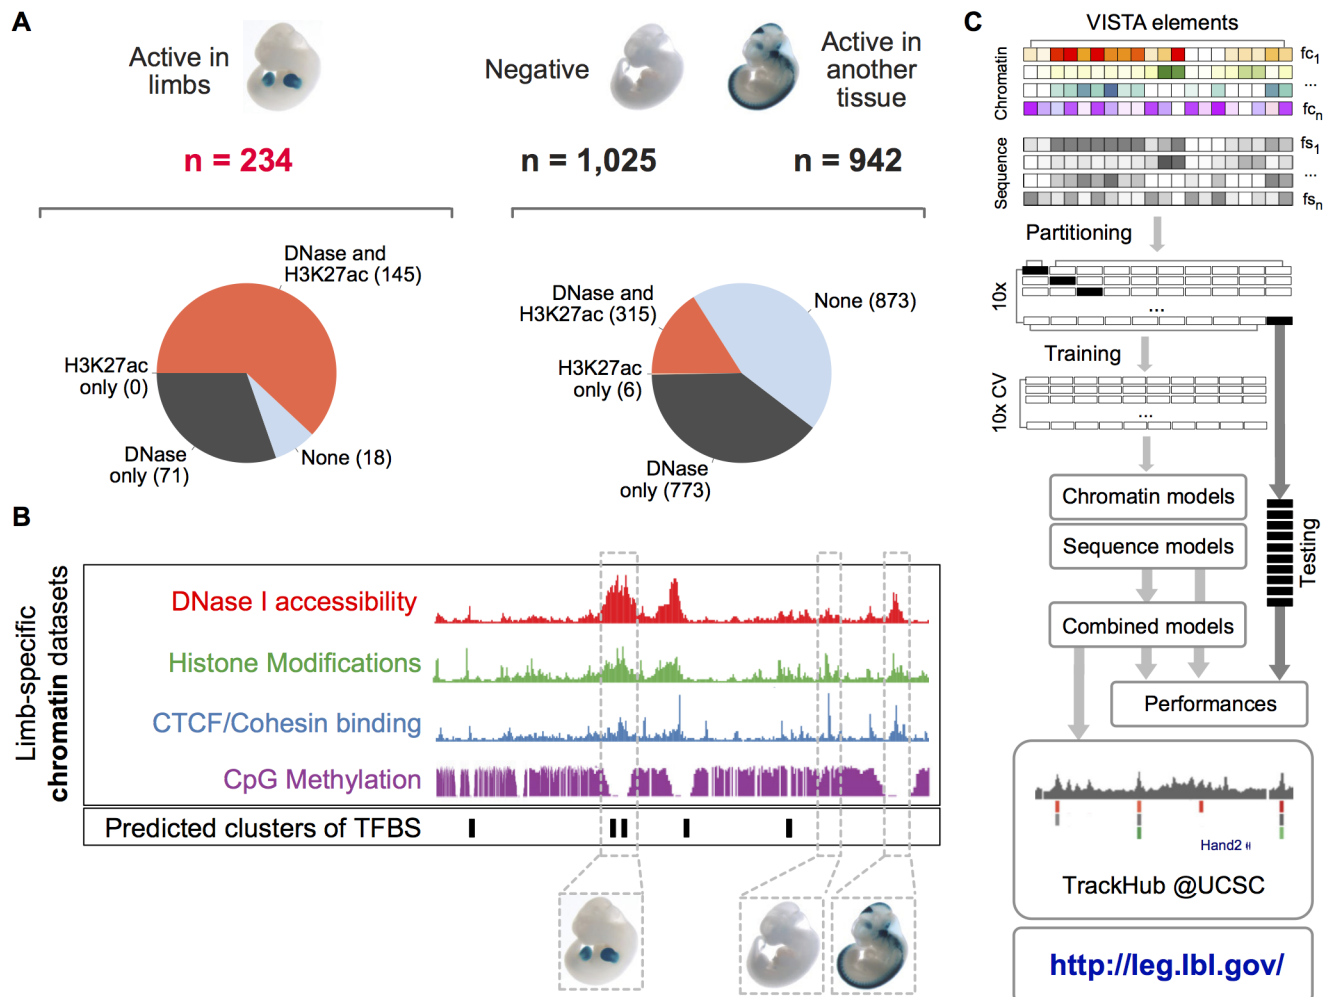 A
Active in
limbs
n = 234
Negative
n = 1,025
Active in
another
tissue
n = 942
DNase and
H3K27ac (145)
H3K27ac
only (0)
DNase
only (71)
None (18)
DNase and
H3K27ac (315)
None (873)
H3K27ac
only (6)
DNase
only (773)
B
Limb-specific
chromatin datasets
DNase I accessibility
Histone Modifications
CTCF/Cohesin binding
CpG Methylation
Predicted clusters of TFBS
C
VISTA elements
Chromatin
fc1
...
fcn
Sequence
fs1
...
fsn
Partitioning
10x
...
Training
10x CV
...
Chromatin models
Sequence models
Testing
Combined models
Performances
Hand2
TrackHub @UCSC
http://leg.lbl.gov/